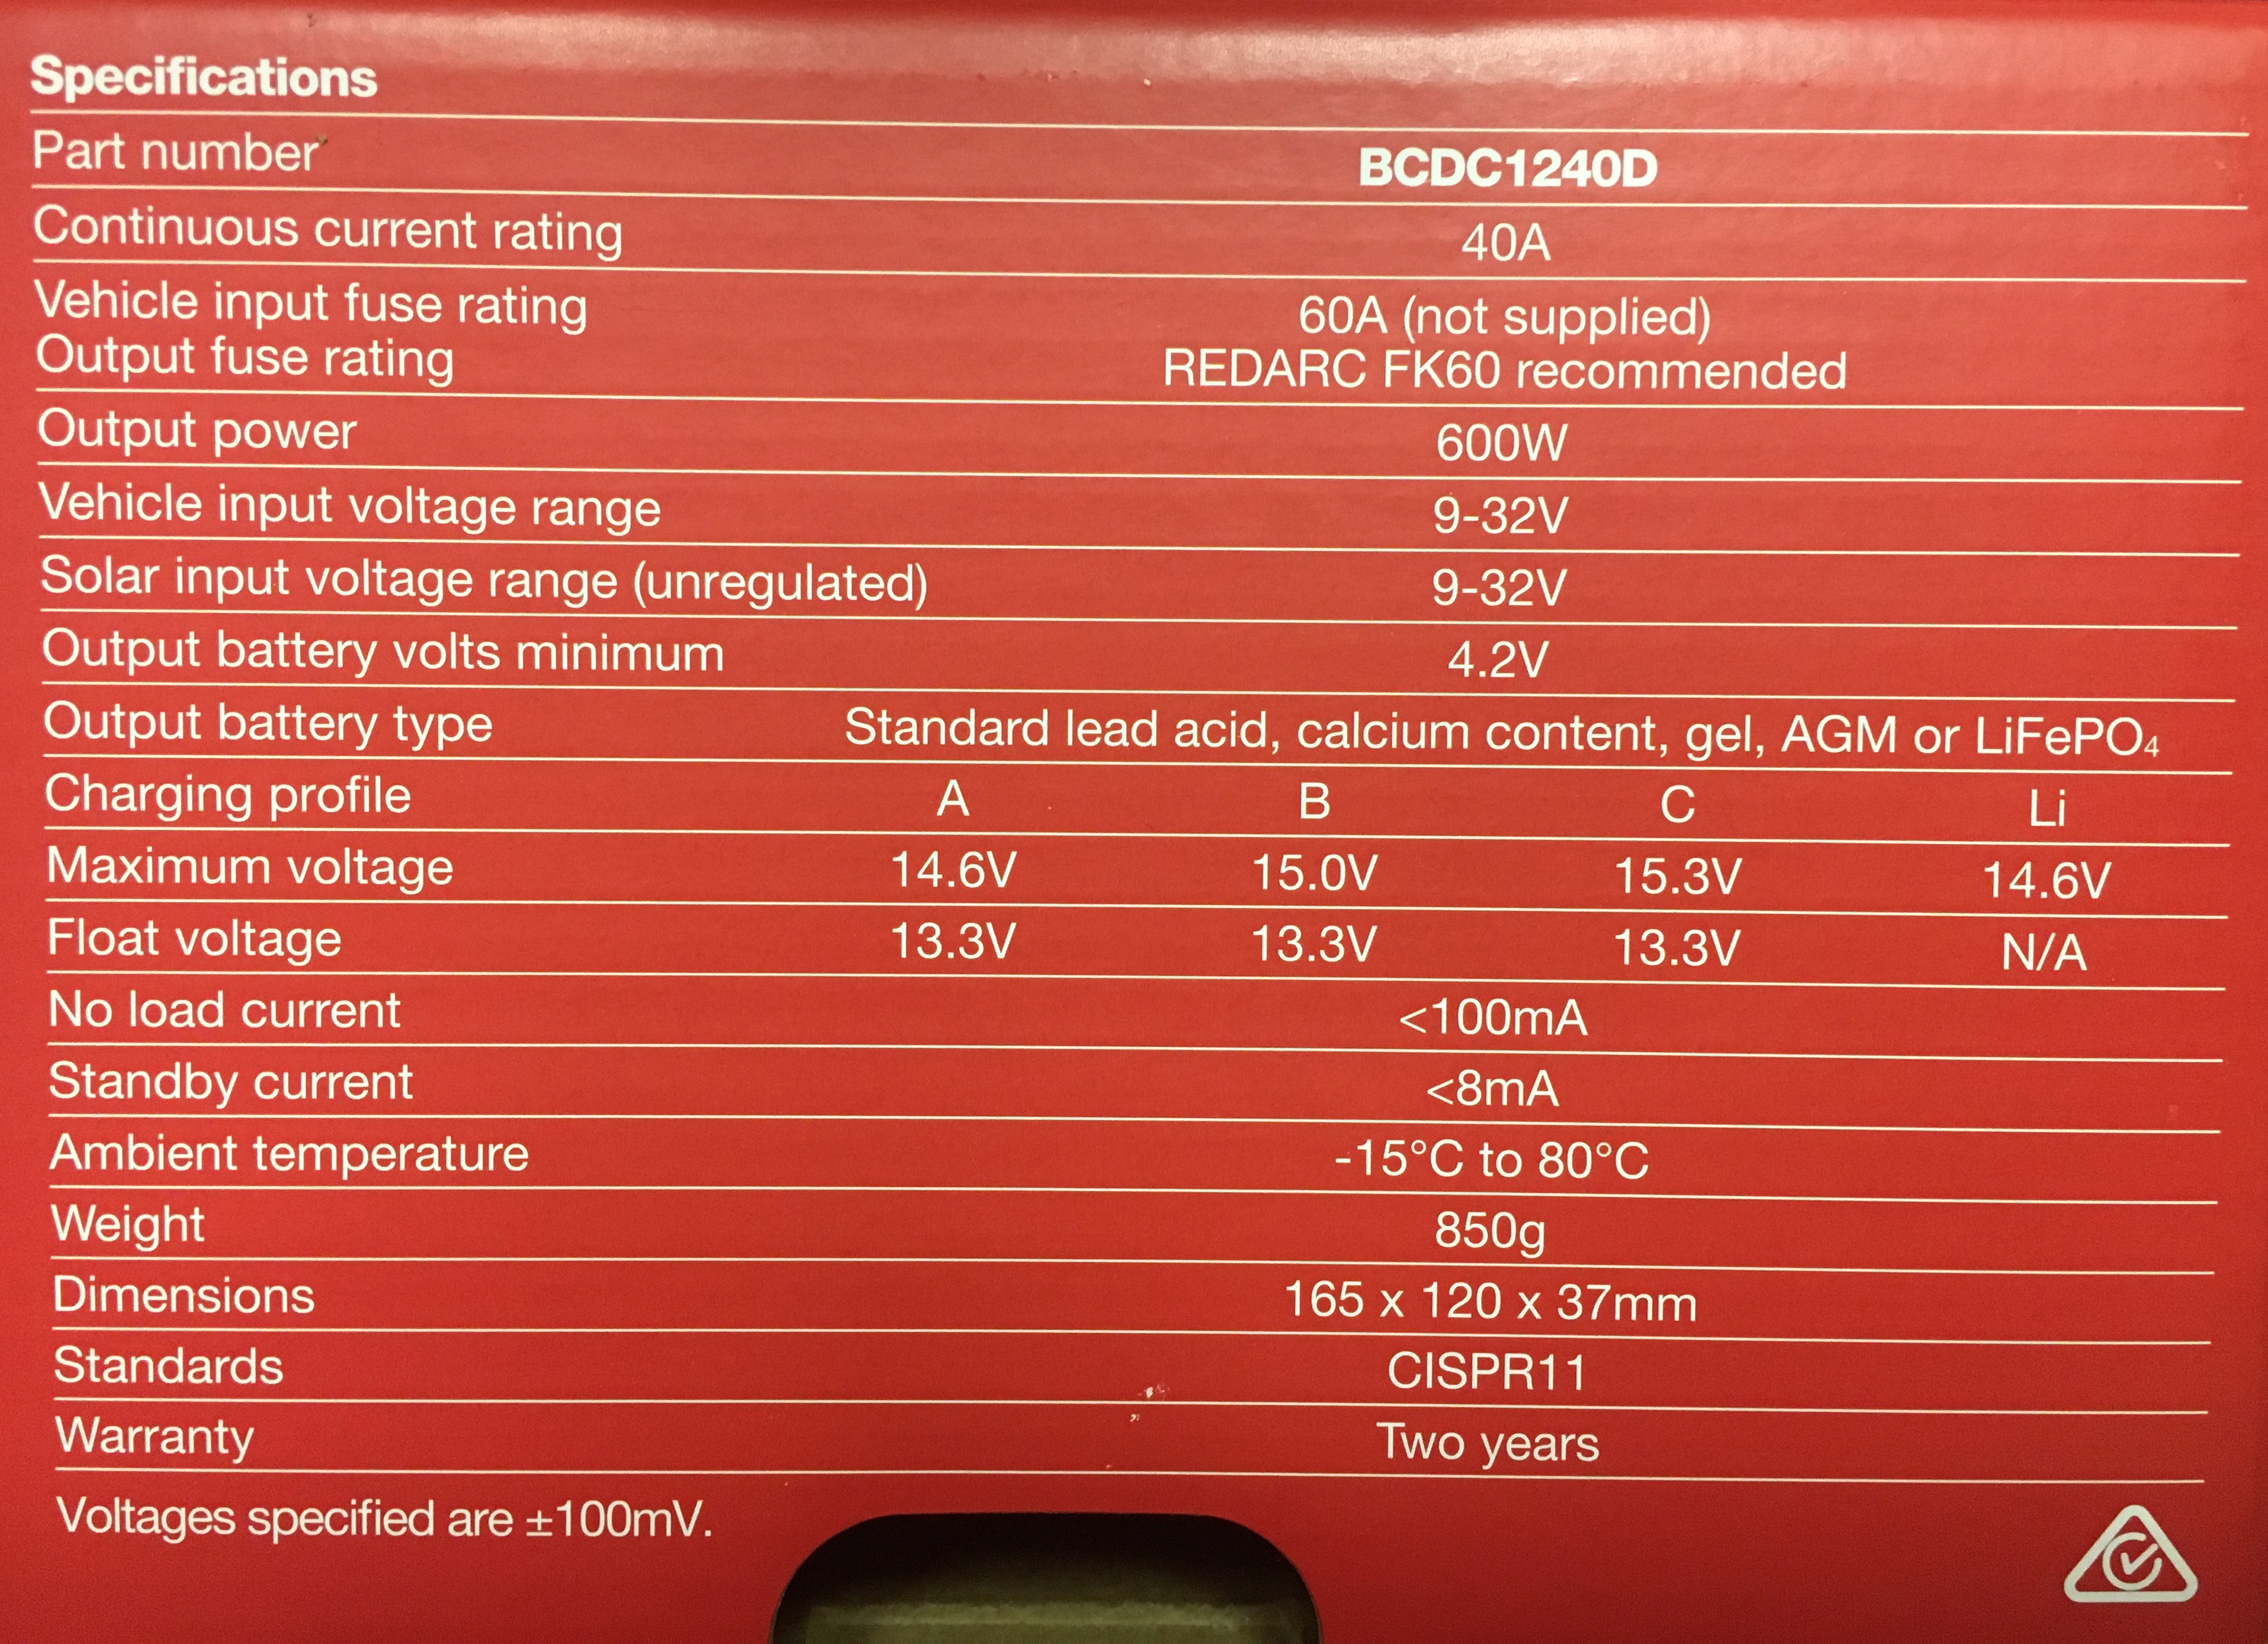 Specifications
Part number BCDC1240D
Continuous current rating 40A
Vehicle input fuse rating 60A (not supplied)
Output fuse rating REDARC FK60 recommended
Output power 600W
Vehicle input voltage range 9-32V
Solar input voltage range (unregulated) 9-32V
Output battery volts minimum 4.2V
Output battery type Standard lead acid, calcium content, gel, AGM or LiFePO₄
Charging profile A B C Li
Maximum voltage 14.6V 15.0V 15.3V 14.6V
Float voltage 13.3V 13.3V 13.3V N/A
No load current <100mA
Standby current <8mA
Ambient temperature -15°C to 80°C
Weight 850g
Dimensions 165 x 120 x 37mm
Standards CISPR11
Warranty Two years
Voltages specified are ±100mV.